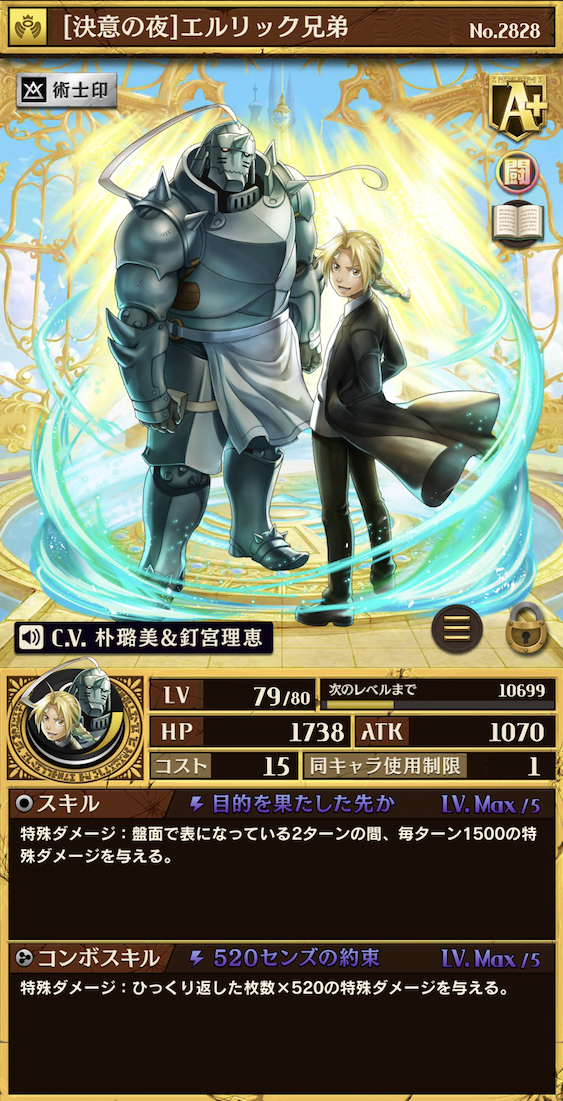 [決意の夜]エルリック兄弟
No.2828
術士印
A+
闘
C.V. 朴璐美&釘宮理恵
LV 79/80
次のレベルまで 10699
HP 1738
ATK 1070
コスト 15
同キャラ使用制限 1
スキル 目的を果たした先か LV. Max /5
特殊ダメージ：盤面で表になっている2ターンの間、毎ターン1500の特
殊ダメージを与える。
コンボスキル 520センズの約束 LV. Max /5
特殊ダメージ：ひっくり返した枚数×520の特殊ダメージを与える。